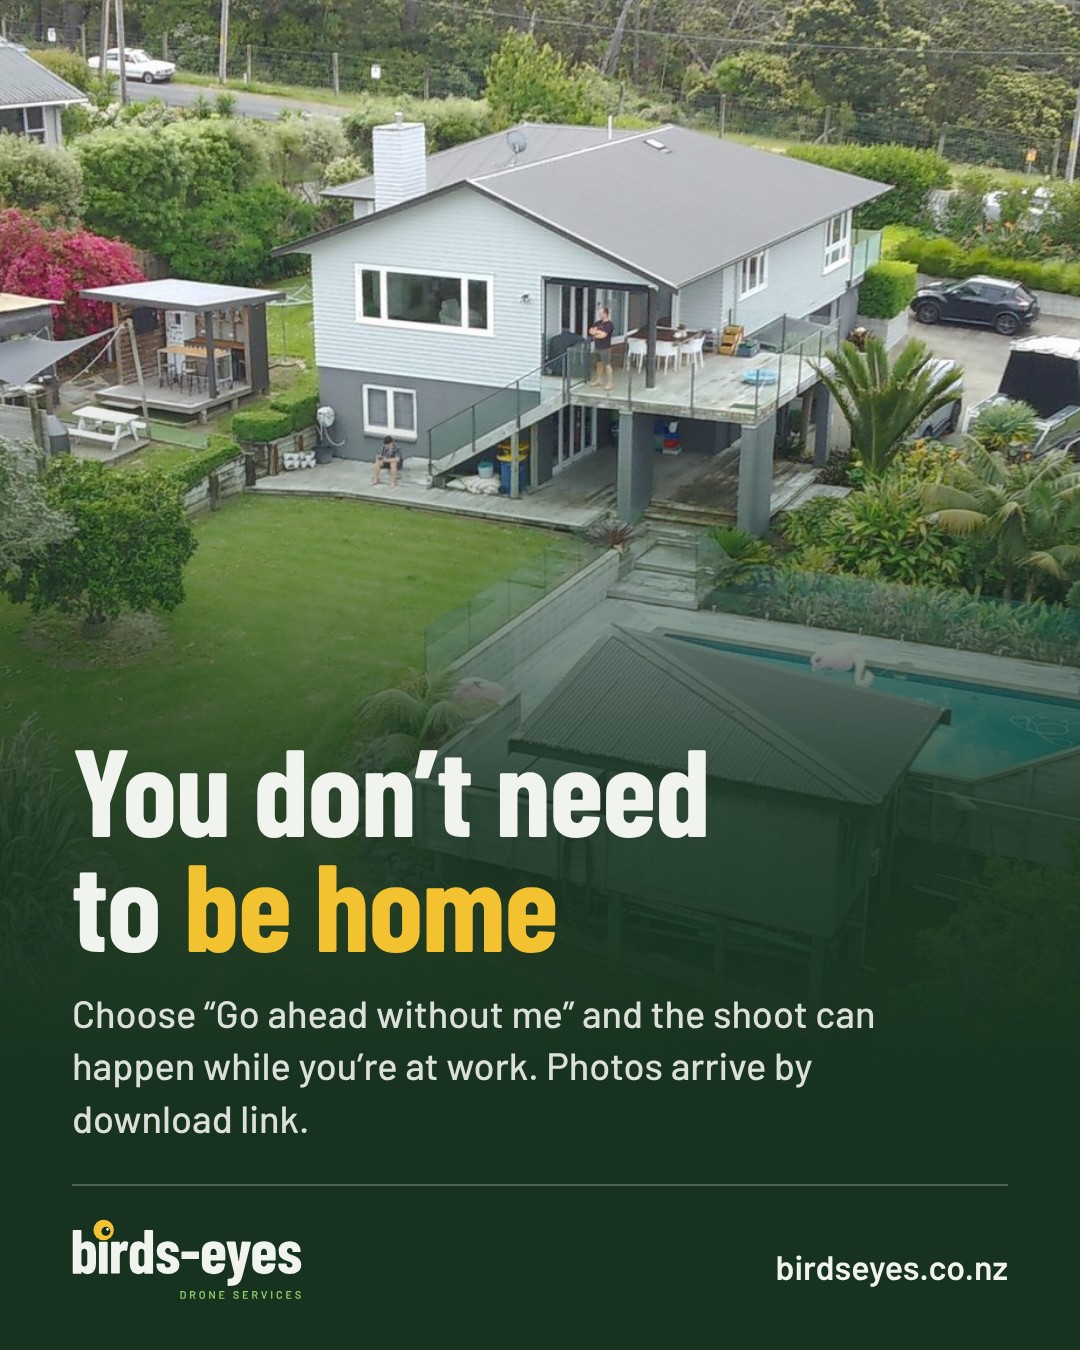 You don’t need
to be home
Choose “Go ahead without me” and the shoot can
happen while you’re at work. Photos arrive by
download link.
birds-eyes
DRONE SERVICES
birdseyes.co.nz